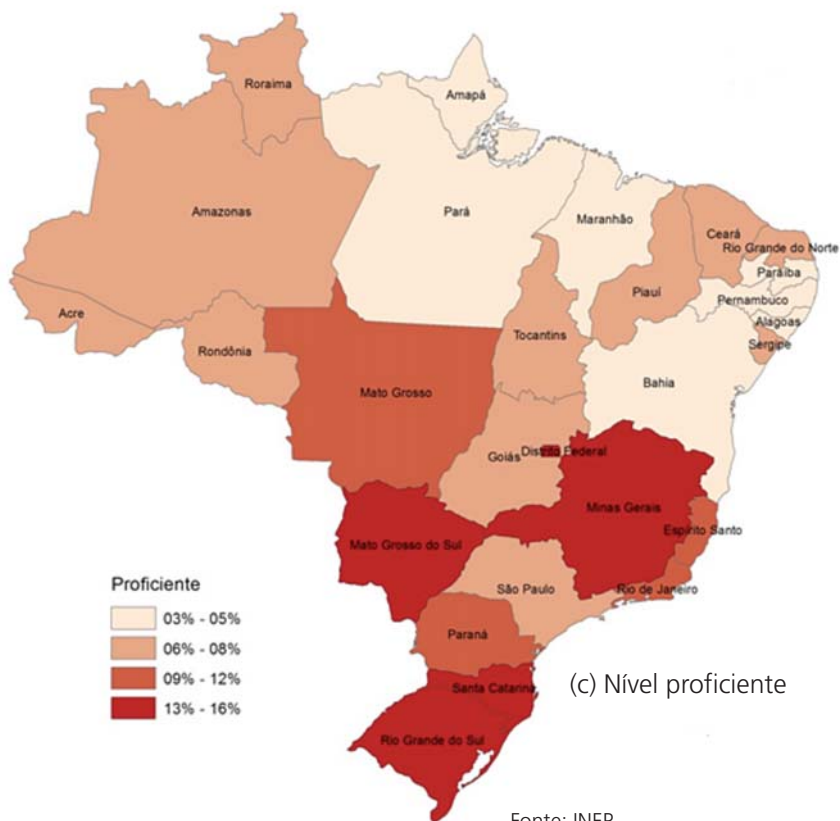 Roraima
Amapá
Amazonas
Pará
Maranhão
Ceará
Rio Grande do Norte
Paraíba
Piauí
Pernambuco
Acre
Alagoas
Tocantins
Sergipe
Rondônia
Bahia
Mato Grosso
Distrito Federal
Goiás
Minas Gerais
Espírito Santo
Mato Grosso do Sul
São Paulo
Rio de Janeiro
Paraná
Santa Catarina
Rio Grande do Sul
Proficiente
03% - 05%
06% - 08%
09% - 12%
13% - 16%
(c) Nível proficiente
Fonte: INEP